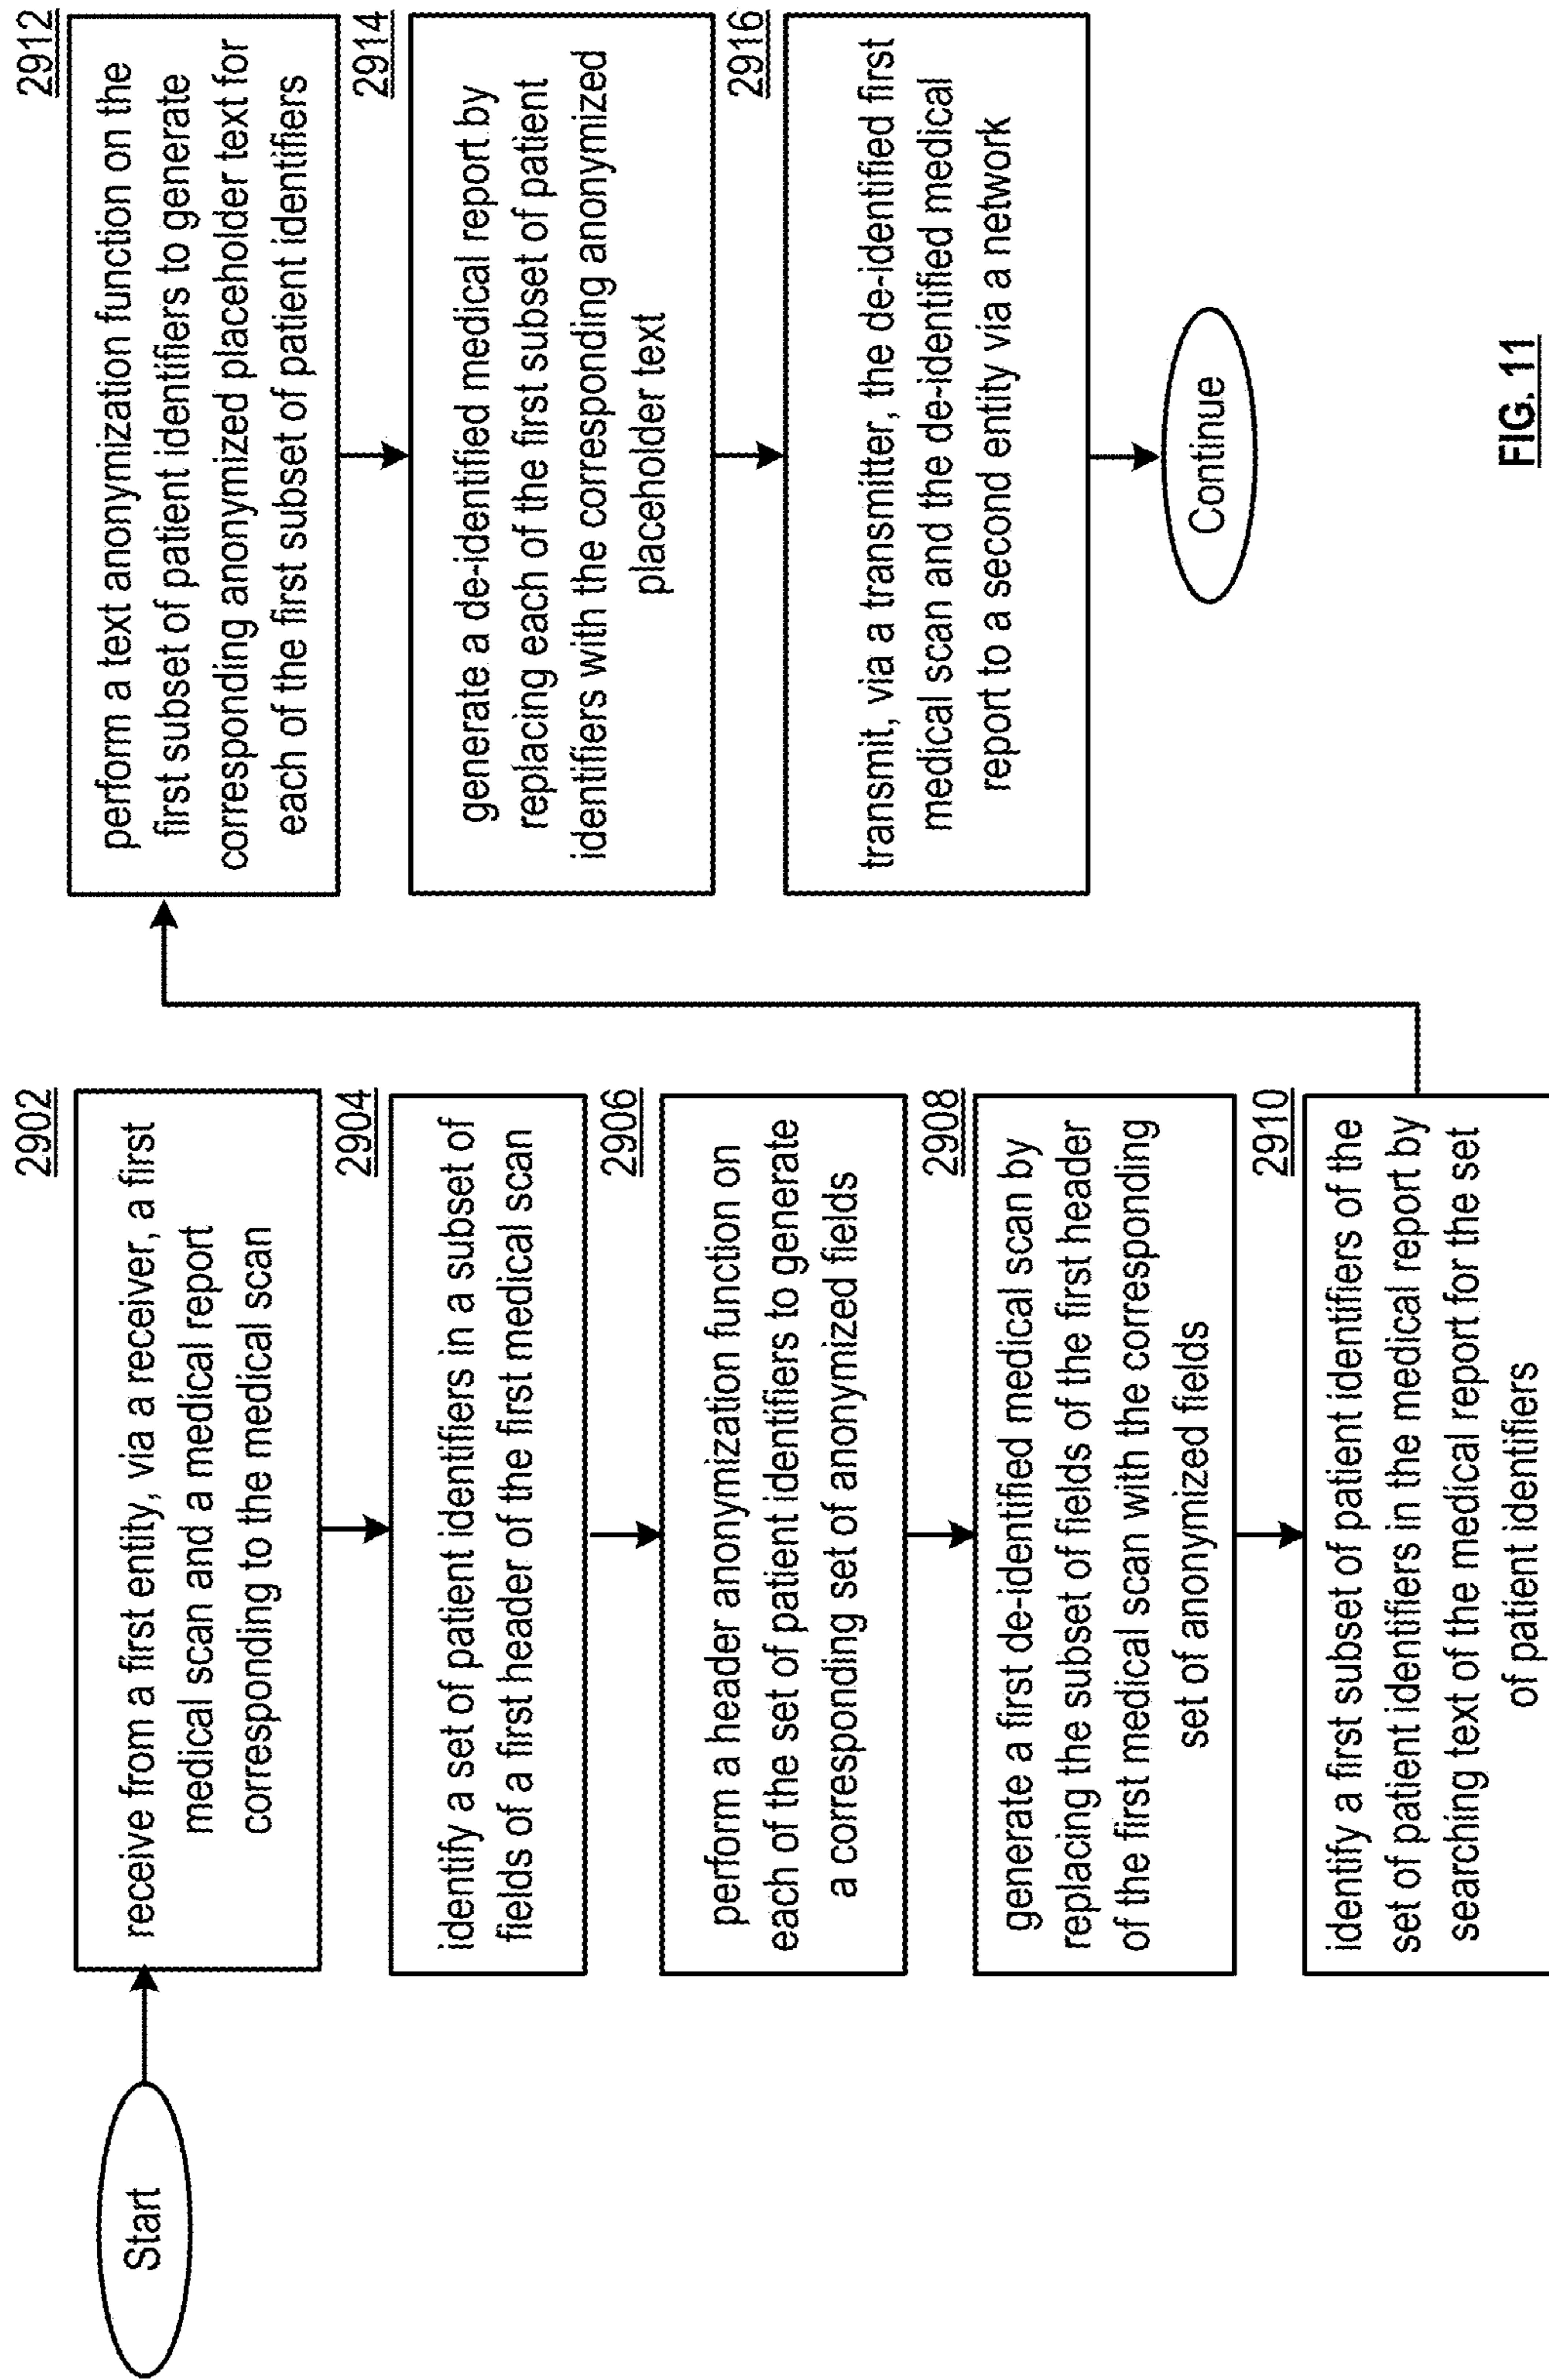 Start
2902
receive from a first entity, via a receiver, a first
medical scan and a medical report
corresponding to the medical scan
2904
identify a set of patient identifiers in a subset of
fields of a first header of the first medical scan
2906
perform a header anonymization function on
each of the set of patient identifiers to generate
a corresponding set of anonymized fields
2908
generate a first de-identified medical scan by
replacing the subset of fields of the first header
of the first medical scan with the corresponding
set of anonymized fields
2910
identify a first subset of patient identifiers of the
set of patient identifiers in the medical report by
searching text of the medical report for the set
of patient identifiers
2912
perform a text anonymization function on the
first subset of patient identifiers to generate
corresponding anonymized placeholder text for
each of the first subset of patient identifiers
2914
generate a de-identified medical report by
replacing each of the first subset of patient
identifiers with the corresponding anonymized
placeholder text
2916
transmit, via a transmitter, the de-identified first
medical scan and the de-identified medical
report to a second entity via a network
Continue
FIG. 11